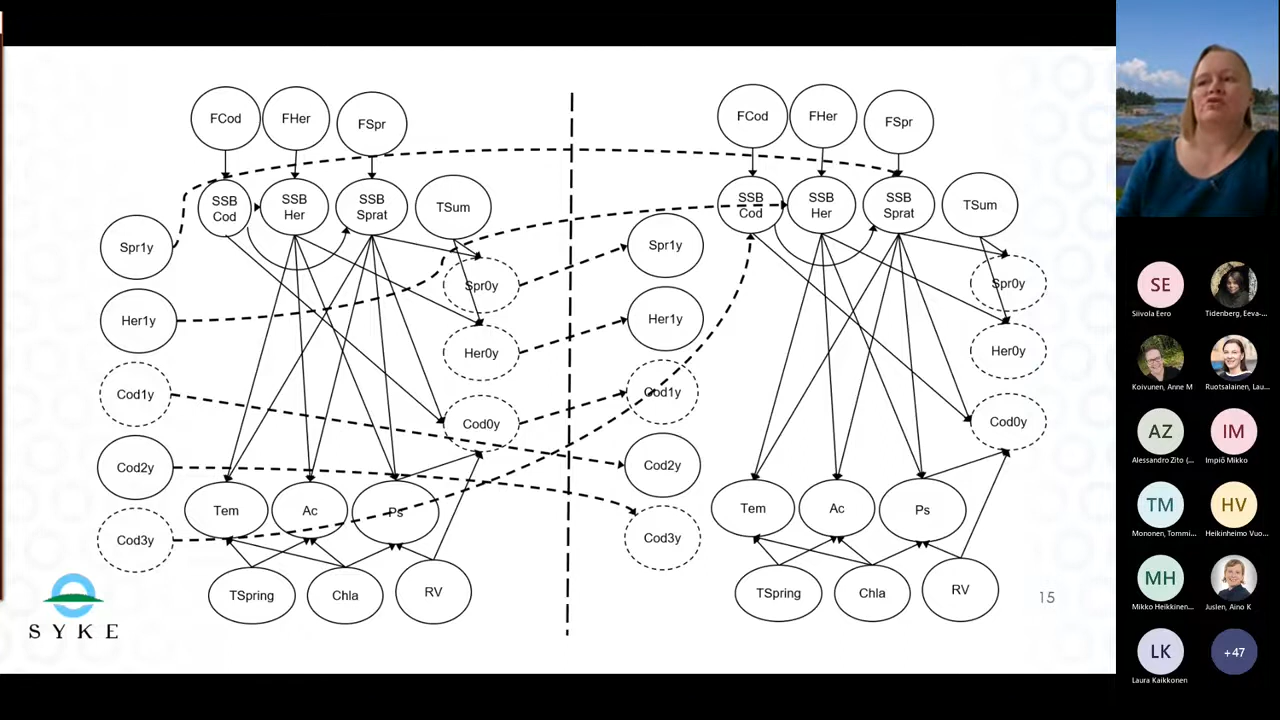 FCod
FHer
FSpr
FCod
FHer
FSpr
SSB
Cod
SSB
Her
SSB
Sprat
TSum
SSB
Cod
SSB
Her
SSB
Sprat
TSum
Spr1y
Spr1y
Her1y
Her1y
Cod1y
Cod1y
Cod2y
Cod2y
Cod3y
Cod3y
Spr0y
Her0y
Cod0y
Spr0y
Her0y
Cod0y
Tem
Ac
Ps
Tem
Ac
Ps
TSpring
Chla
RV
TSpring
Chla
RV
15
SYKE
SE
Siivola Eero
Tidenberg, Eeva-...
Koivunen, Anne M
Ruotsalainen, Lau...
AZ
Alessandro Zito (...
IM
Impiö Mikko
TM
Mononen, Tommi...
HV
Heikinheimo Vuo...
MH
Mikko Heikkinen...
Juslen, Aino K
LK
Laura Kaikkonen
+47